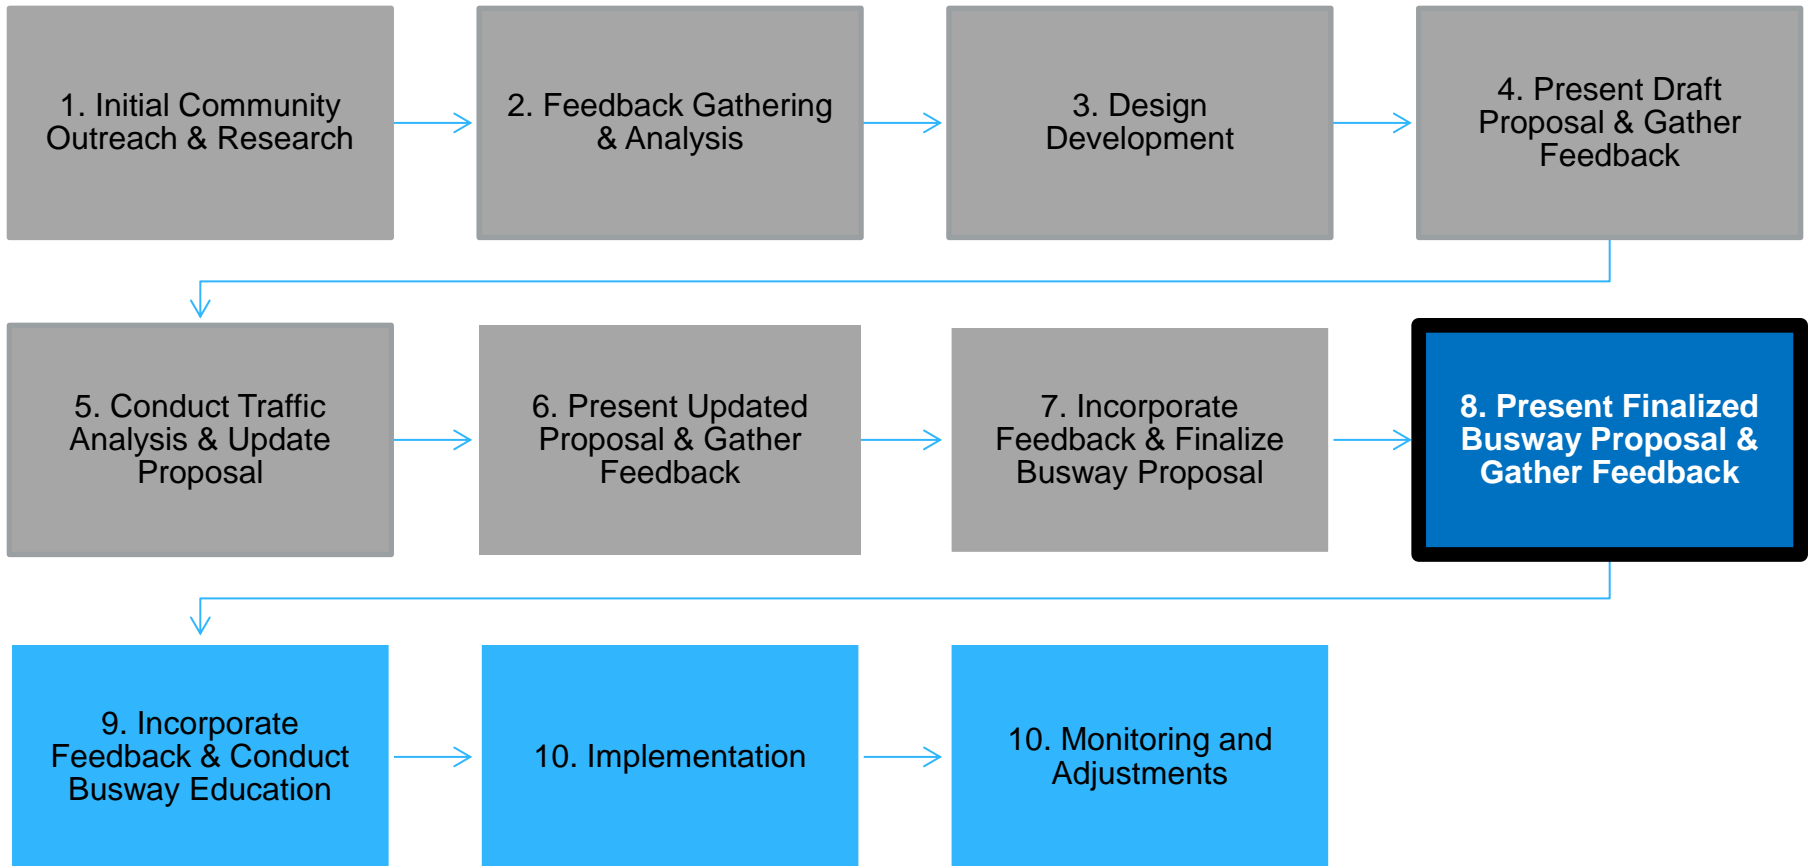 1. Initial Community
Outreach & Research
2. Feedback Gathering
& Analysis
3. Design
Development
4. Present Draft
Proposal & Gather
Feedback
5. Conduct Traffic
Analysis & Update
Proposal
6. Present Updated
Proposal & Gather
Feedback
7. Incorporate
Feedback & Finalize
Busway Proposal
8. Present Finalized
Busway Proposal &
Gather Feedback
9. Incorporate
Feedback & Conduct
Busway Education
10. Implementation
10. Monitoring and
Adjustments